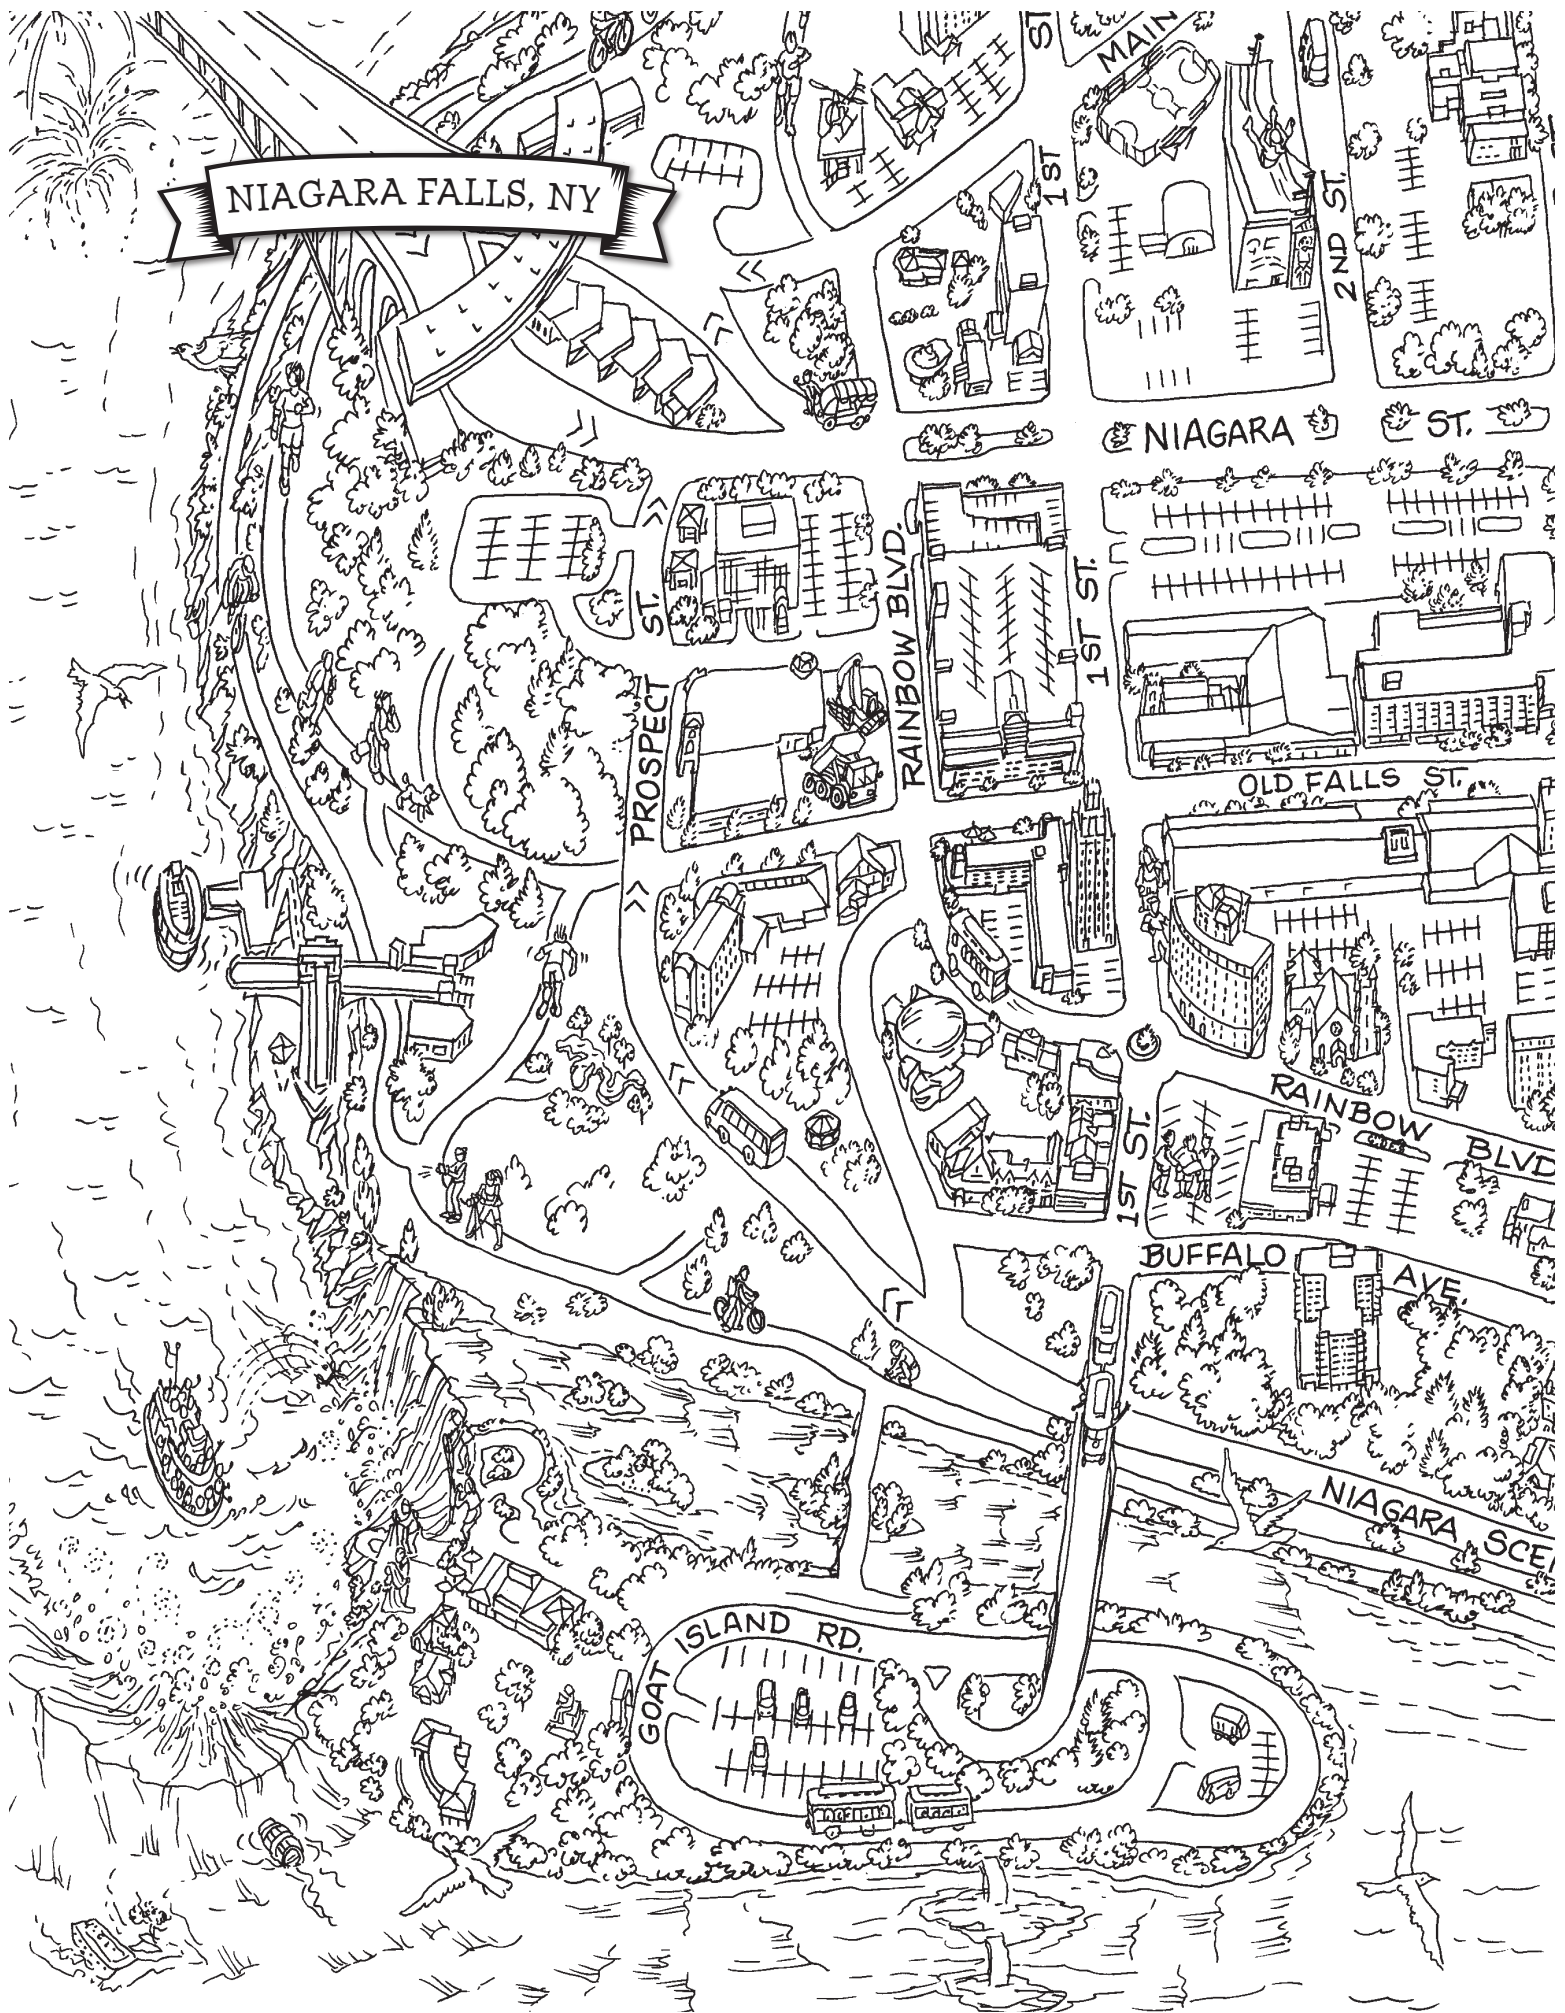 ST
MAIN
1ST
NIAGARA FALLS, NY
2ND ST.
NIAGARA ST.
RAINBOW BLVD.
1ST ST.
PROSPECT ST.
OLD FALLS ST.
RAINBOW BLVD
1ST ST.
BUFFALO AVE.
NIAGARA SCE
GOAT ISLAND RD.